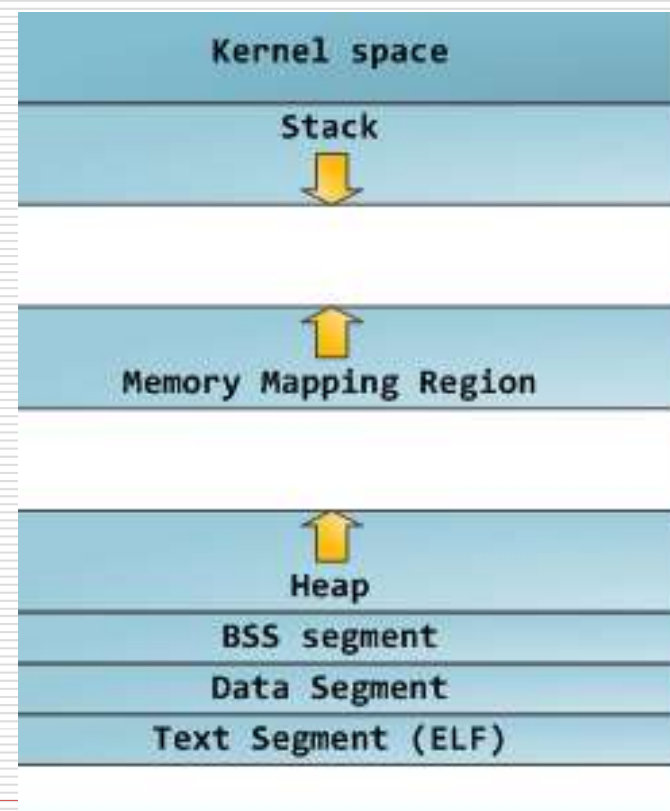 Kernel space
Stack
Memory Mapping Region
Heap
BSS segment
Data Segment
Text Segment (ELF)